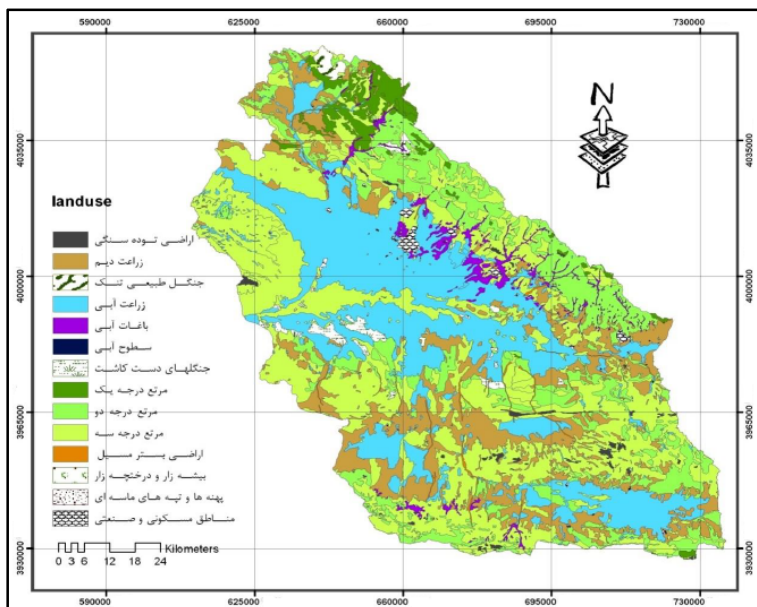 590000 625000 660000 695000 730000
N
4035000 4035000
landuse
اراضی توده سنگی
زراعت دیم
جنگل طبیعی تنک
4000000 4000000
زراعت آبی
باغات آبی
سطوح آبی
جنگلهای دست کاشت
مرتع درجه یک
3965000 3965000
مرتع درجه دو
مرتع درجه سه
اراضی بستر مسیل
بیشه زار و درختچه زار
پهنه ها و تپه های ماسه ای
مناطق مسکونی و صنعتی
Kilometers
0 3 6 12 18 24
3930000 3930000
590000 625000 660000 695000 730000